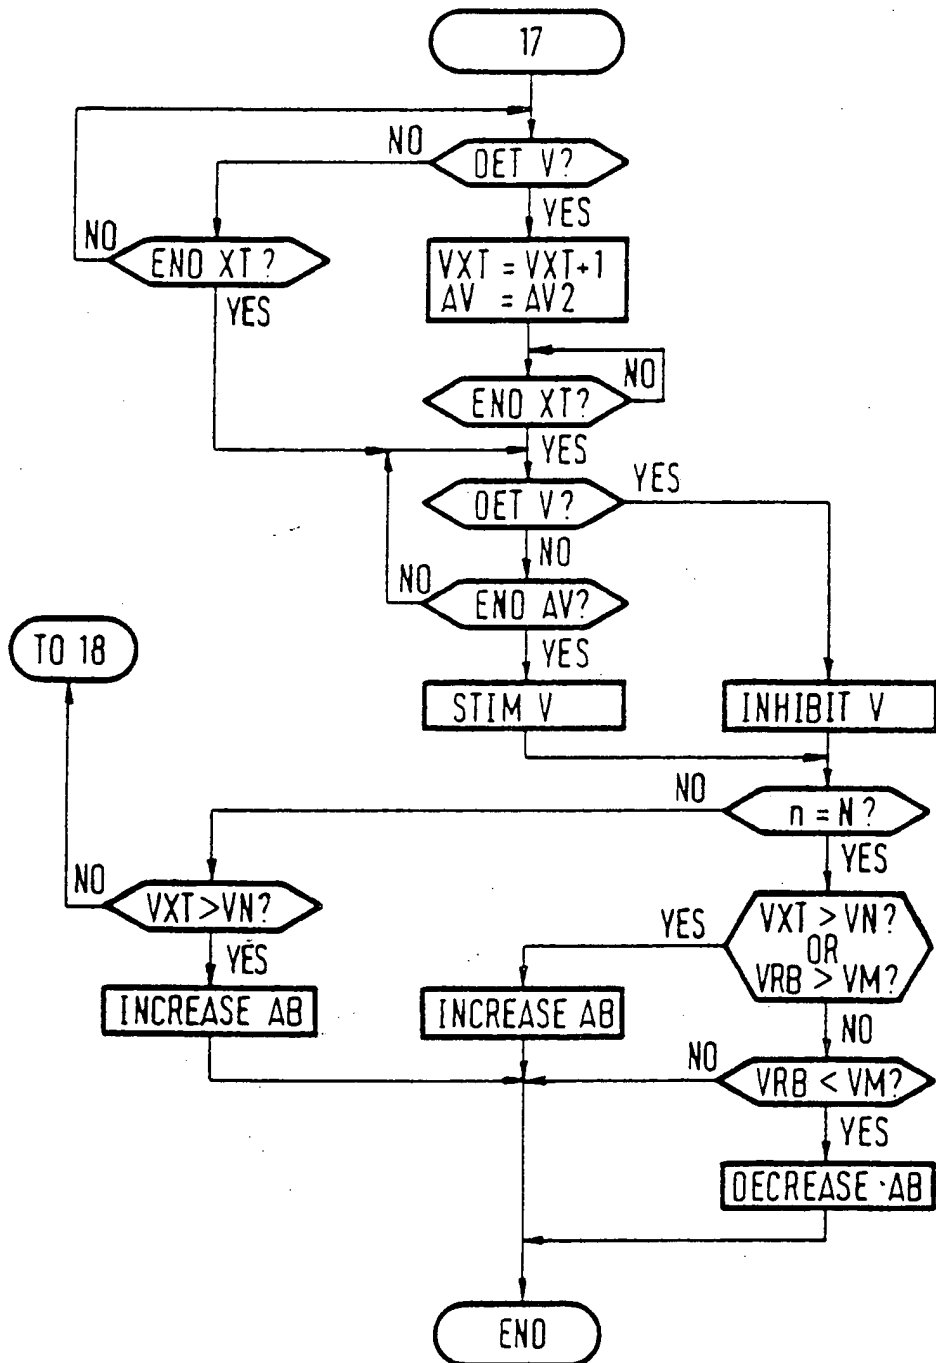 17
NO
DET V?
YES
NO
END XT?
VXT = VXT+1
AV = AV2
YES
NO
END XT?
YES
YES
DET V?
NO
NO
END AV?
TO 18
YES
STIM V
INHIBIT V
NO
n = N?
YES
NO
VXT>VN?
YES
VXT > VN?
OR
VRB > VM?
YES
INCREASE AB
INCREASE AB
NO
NO
VRB < VM?
YES
DECREASE AB
END